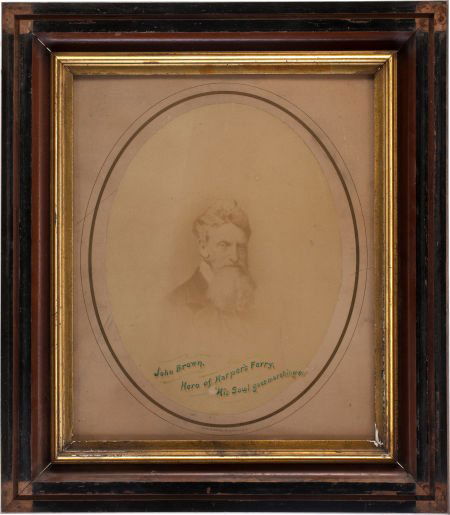 John Brown,
Hero of Harper's Ferry,
"His Soul goes marching on"